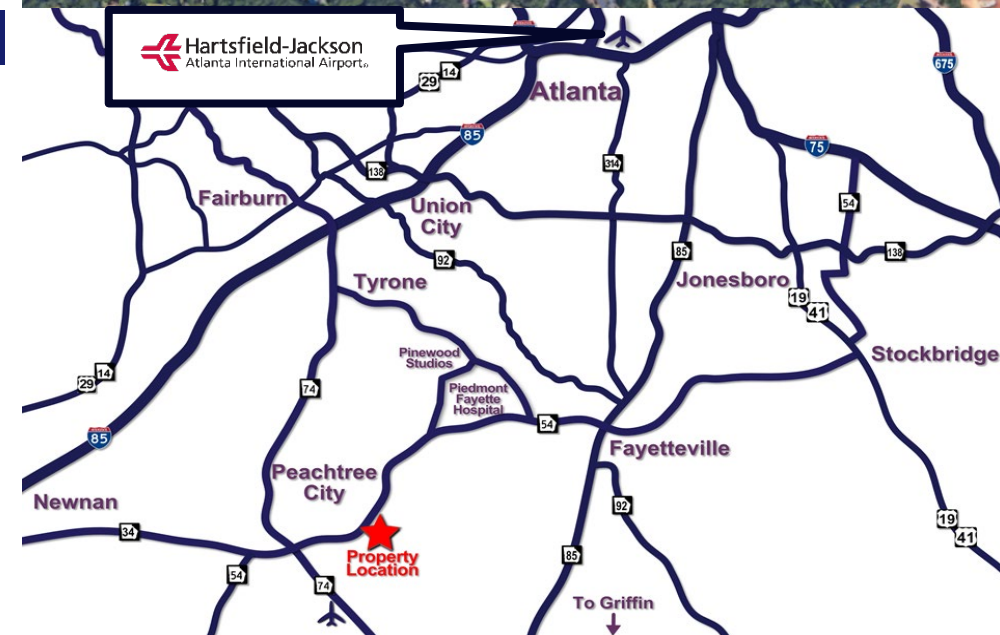 Hartsfield-Jackson
Atlanta International Airport®
29
14
Atlanta
675
85
75
314
138
Fairburn
Union
City
54
92
85
138
Tyrone
Jonesboro
19
41
Pinewood
Studios
Stockbridge
29
14
74
Piedmont
Fayette
Hospital
54
85
Fayetteville
Peachtree
City
Newnan
92
34
19
41
Property
Location
85
54
74
To Griffin